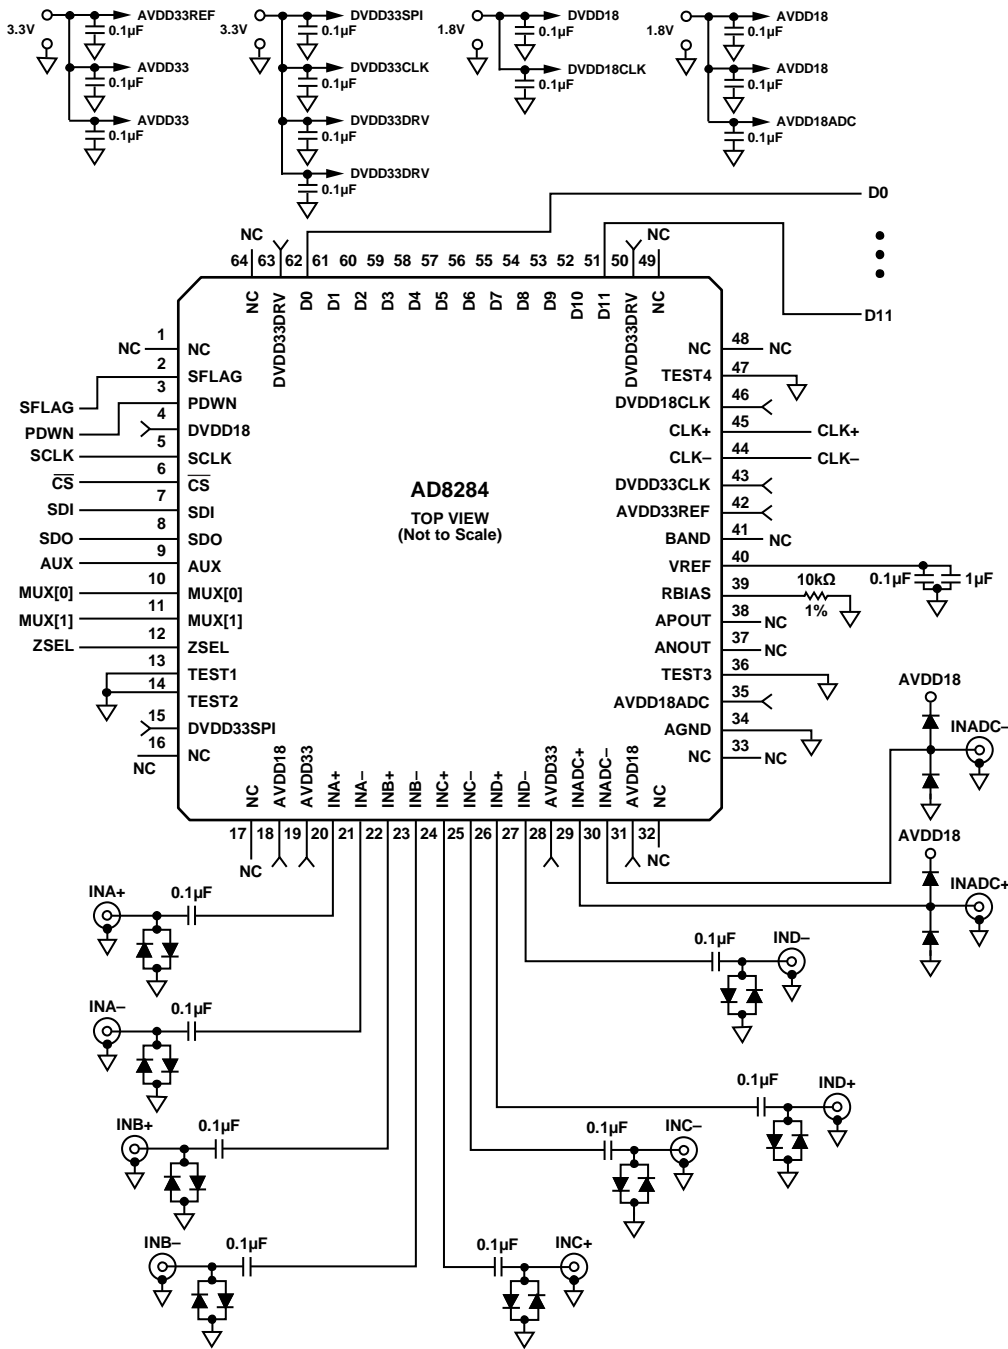 3.3V
AVDD33REF
0.1µF
AVDD33
0.1µF
AVDD33
0.1µF
3.3V
DVDD33SPI
0.1µF
DVDD33CLK
0.1µF
DVDD33DRV
0.1µF
DVDD33DRV
0.1µF
1.8V
DVDD18
0.1µF
DVDD18CLK
0.1µF
1.8V
AVDD18
0.1µF
AVDD18
0.1µF
AVDD18ADC
0.1µF
D0
D11
NC
NC
64 63 62 61 60 59 58 57 56 55 54 53 52 51 50 49
NC
DVDD33DRV
D0
D1
D2
D3
D4
D5
D6
D7
D8
D9
D10
D11
DVDD33DRV
NC
NC
1
NC
2
SFLAG
3
PDWN
4
DVDD18
5
SCLK
6
CS
7
SDI
8
SDO
9
AUX
10
MUX[0]
11
MUX[1]
12
ZSEL
13
TEST1
14
TEST2
15
DVDD33SPI
16
NC
NC
SFLAG
PDWN
SCLK
CS
SDI
SDO
AUX
MUX[0]
MUX[1]
ZSEL
AD8284
TOP VIEW
(Not to Scale)
NC 48 NC
TEST4 47
DVDD18CLK 46
CLK+ 45 CLK+
CLK– 44 CLK–
DVDD33CLK 43
AVDD33REF 42
BAND 41 NC
VREF 40
0.1µF
1µF
RBIAS 39
10kΩ
1%
APOUT 38 NC
ANOUT 37 NC
TEST3 36
AVDD18ADC 35
AGND 34
NC 33 NC
NC
AVDD18
AVDD33
INA+
INA–
INB+
INB–
INC+
INC–
IND+
IND–
AVDD33
INADC+
INADC–
AVDD18
NC
17 18 19 20 21 22 23 24 25 26 27 28 29 30 31 32
NC
NC
AVDD18
INADC–
AVDD18
INADC+
INA+
0.1µF
0.1µF
IND–
INA–
0.1µF
0.1µF
IND+
INB+
0.1µF
0.1µF
INC–
INB–
0.1µF
0.1µF
INC+